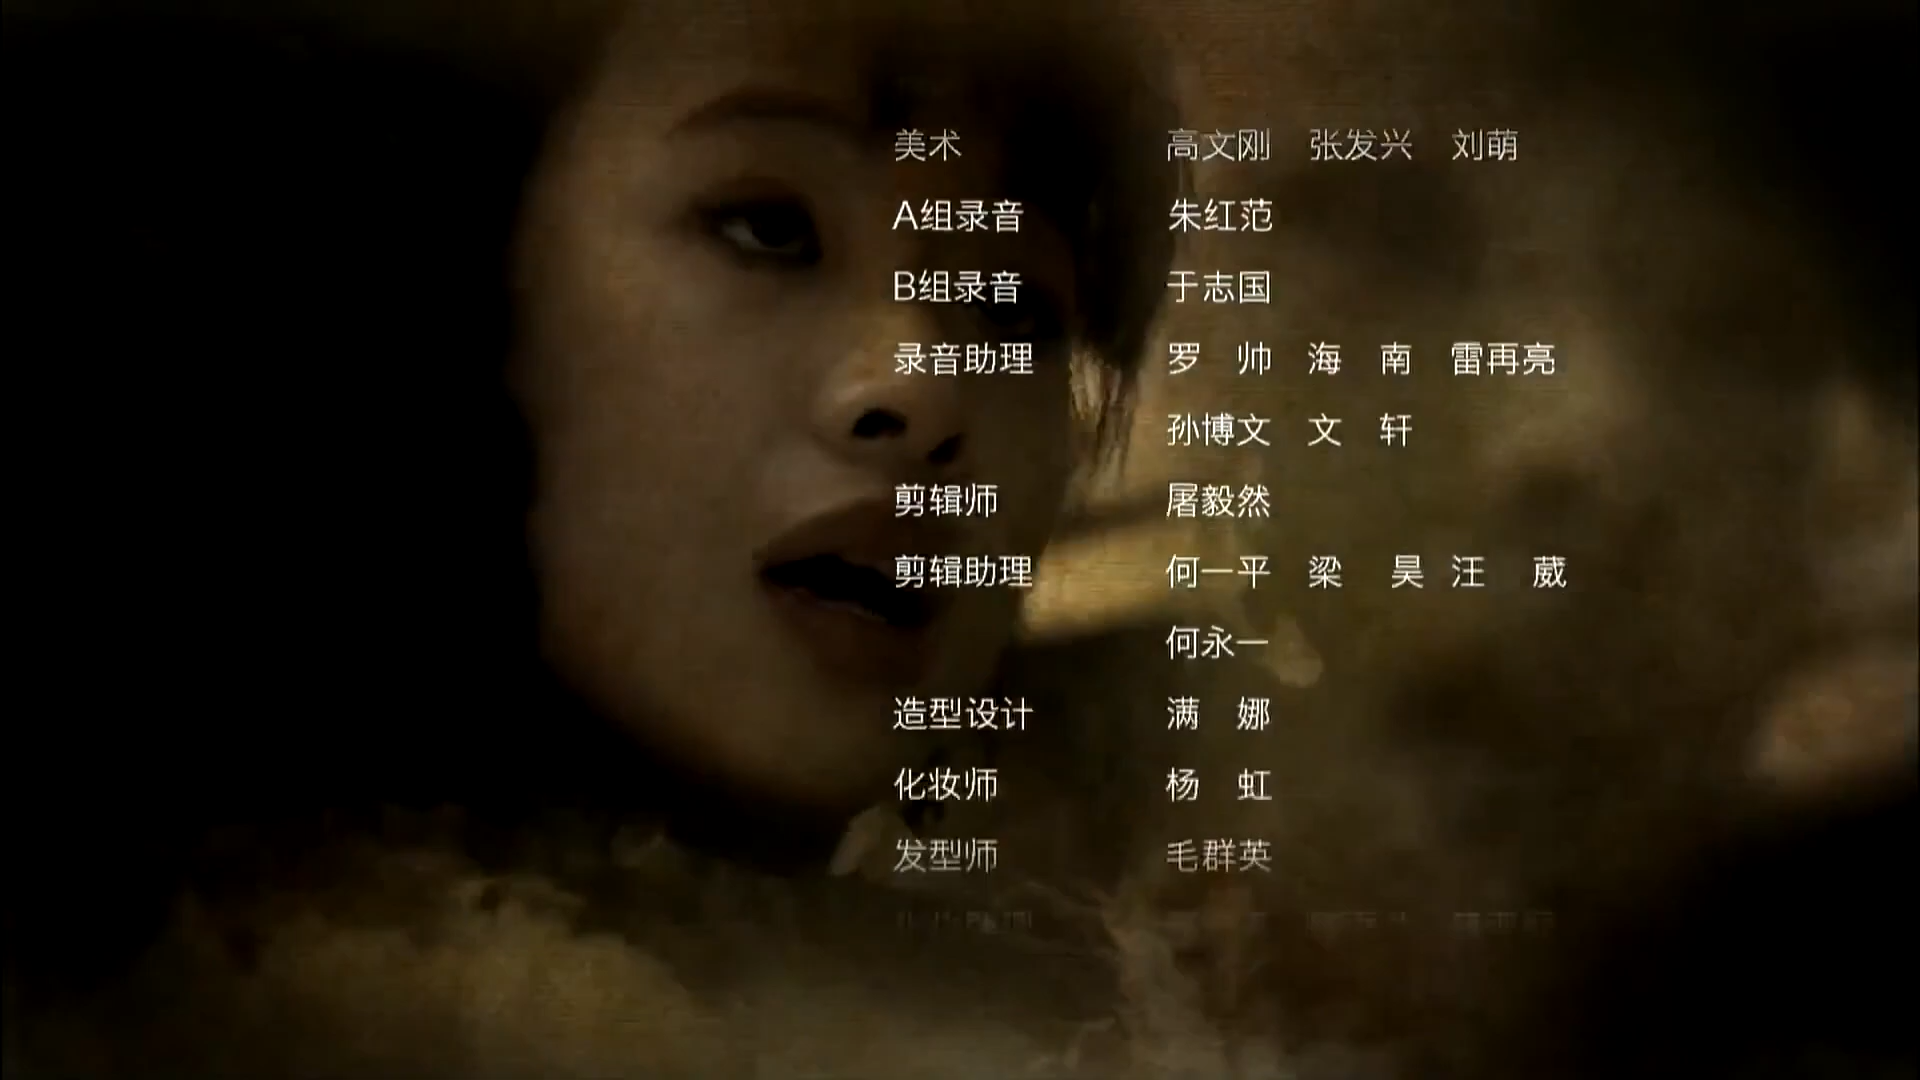 美术 高文刚 张发兴 刘萌
A组录音 朱红范
B组录音 于志国
录音助理 罗帅 海南 雷再亮
孙博文 文轩
剪辑师 屠毅然
剪辑助理 何一平 梁昊 汪葳
何永一
造型设计 满娜
化妆师 杨虹
发型师 毛群英